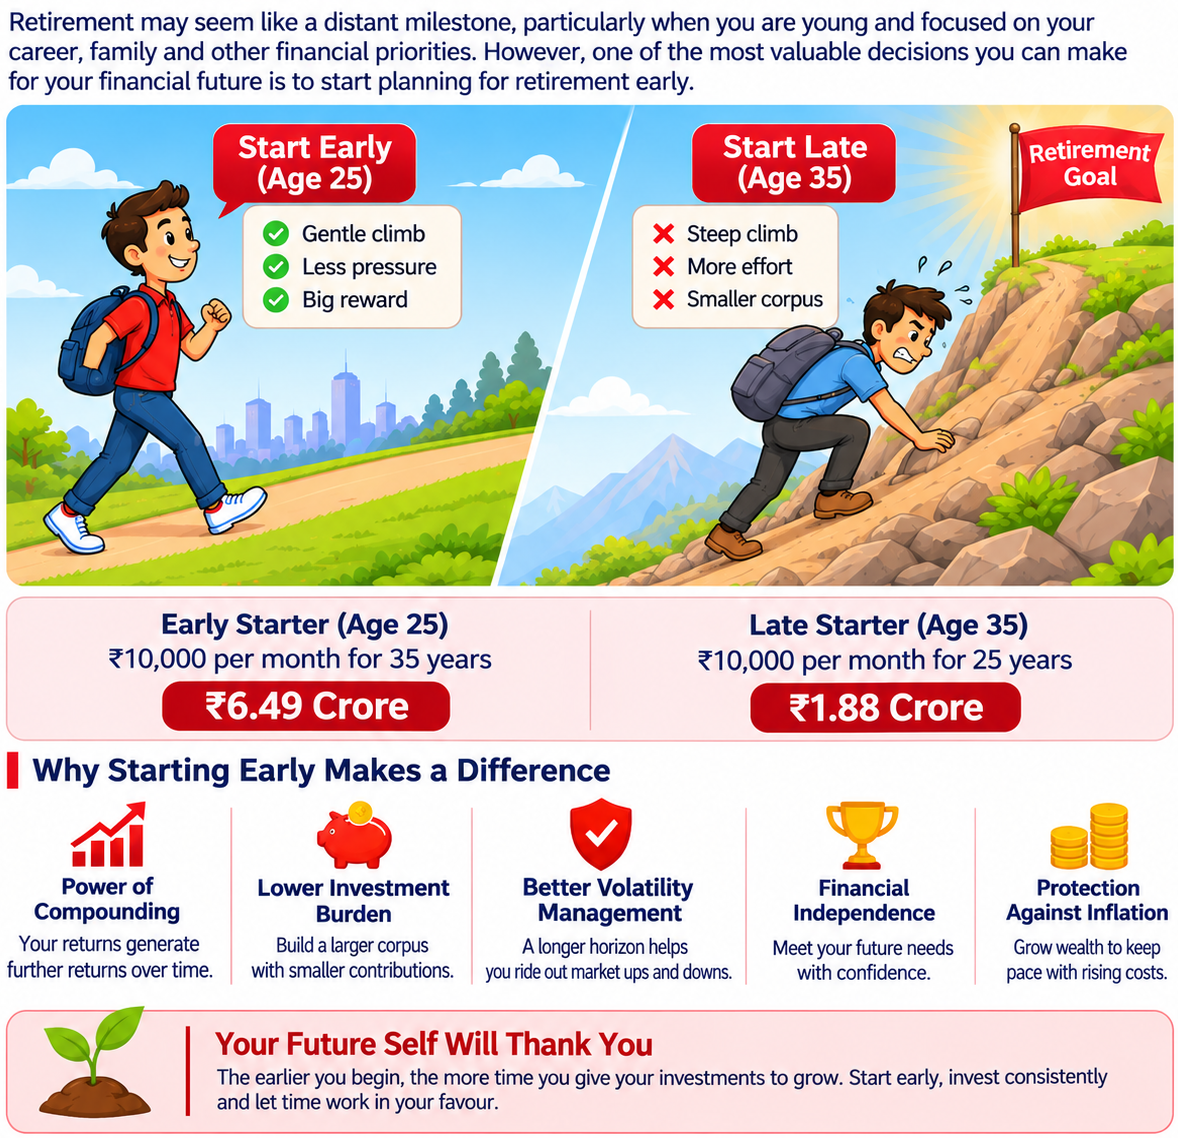 Retirement may seem like a distant milestone, particularly when you are young and focused on your
career, family and other financial priorities. However, one of the most valuable decisions you can make
for your financial future is to start planning for retirement early.
Start Early
(Age 25)
Gentle climb
Less pressure
Big reward
Start Late
(Age 35)
Steep climb
More effort
Smaller corpus
Retirement
Goal
Early Starter (Age 25)
₹10,000 per month for 35 years
₹6.49 Crore
Late Starter (Age 35)
₹10,000 per month for 25 years
₹1.88 Crore
Why Starting Early Makes a Difference
Power of
Compounding
Your returns generate
further returns over time.
Lower Investment
Burden
Build a larger corpus
with smaller contributions.
Better Volatility
Management
A longer horizon helps
you ride out market ups and downs.
Financial
Independence
Meet your future needs
with confidence.
Protection
Against Inflation
Grow wealth to keep
pace with rising costs.
Your Future Self Will Thank You
The earlier you begin, the more time you give your investments to grow. Start early, invest consistently
and let time work in your favour.